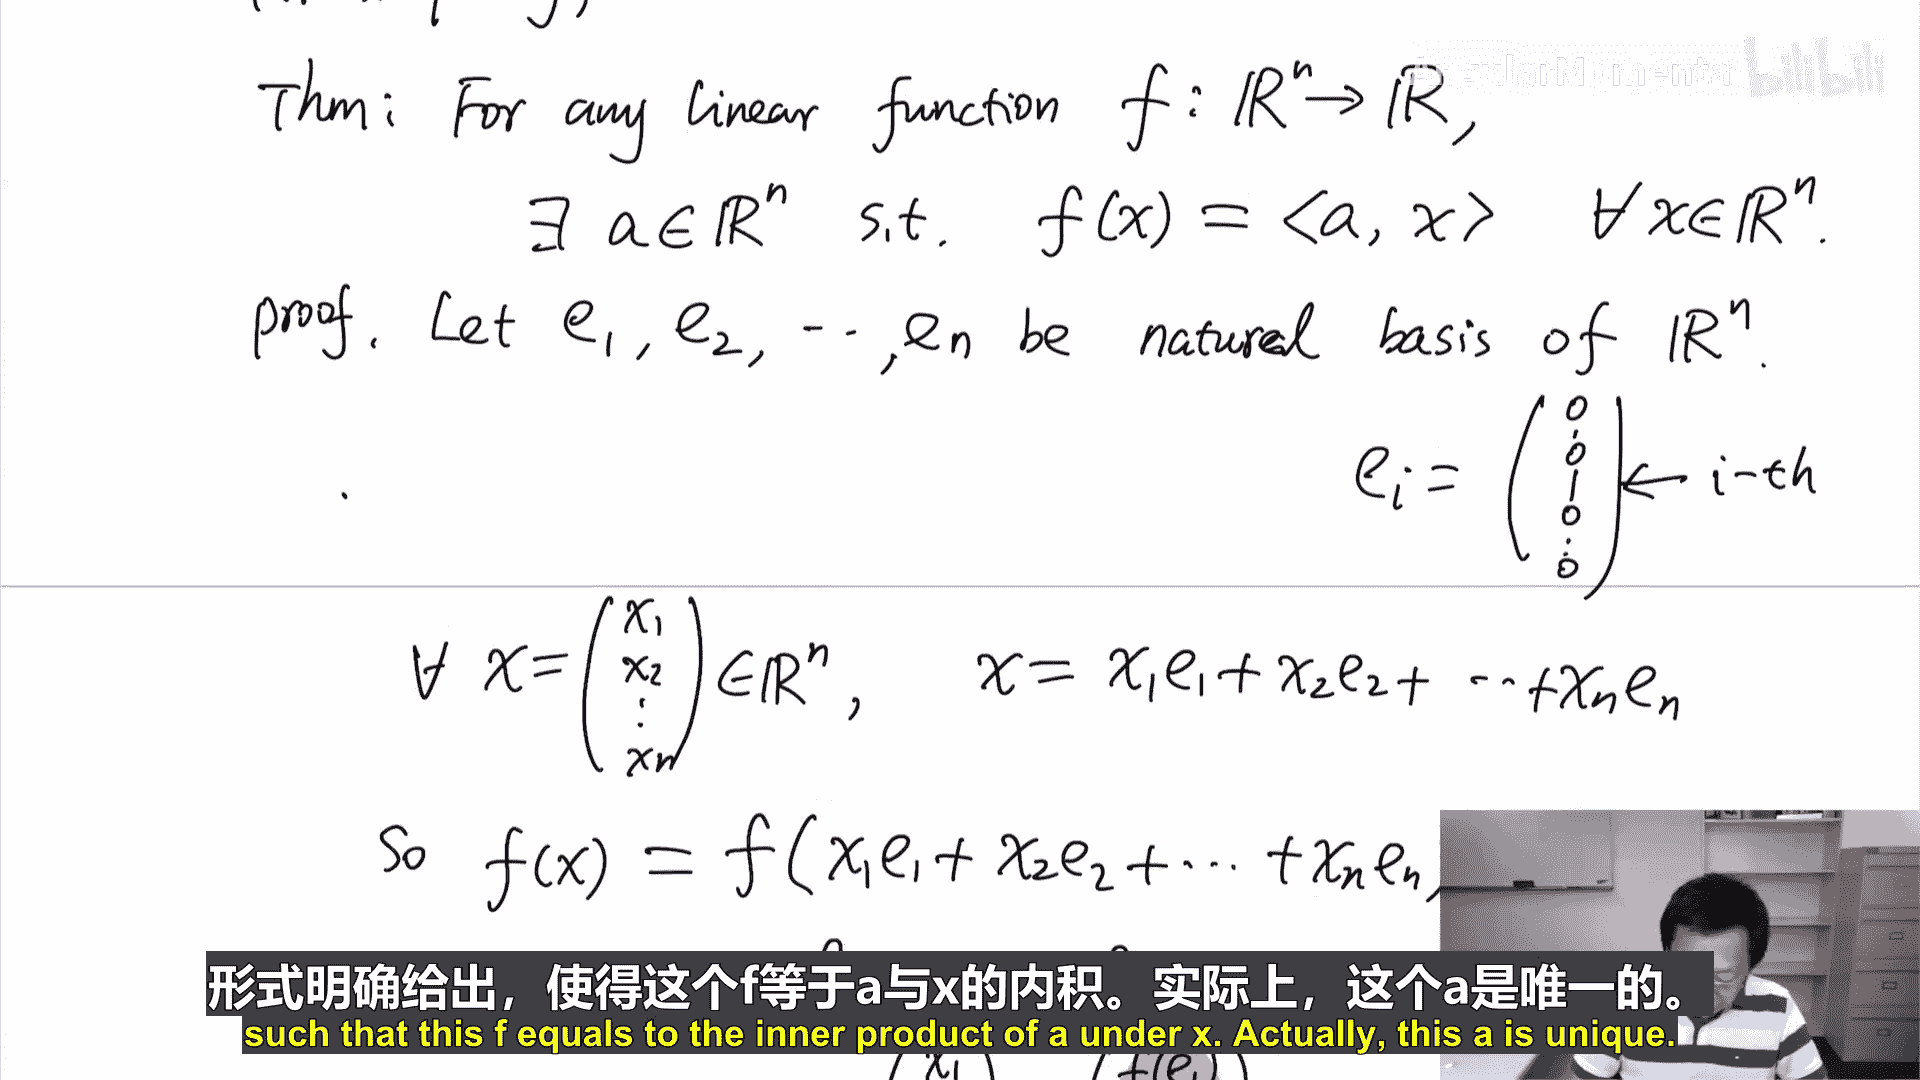 bilibili
Thm: For any linear function f: ℝⁿ → ℝ,
∃ a ∈ ℝⁿ s.t. f(x) = <a, x> ∀ x ∈ ℝⁿ.
proof. Let e₁, e₂, ⋯, eₙ be natural basis of ℝⁿ.
eᵢ = (0 ⋮ 0 1 0 ⋮ 0) ← i-th
∀ x = (x₁ x₂ ⋮ xₙ) ∈ ℝⁿ, x = x₁e₁ + x₂e₂ + ⋯ + xₙeₙ
So f(x) = f(x₁e₁ + x₂e₂ + ⋯ + xₙeₙ)
形式明确给出，使得这个f等于a与x的内积。实际上，这个a是唯一的。
such that this f equals to the inner product of a under x. Actually, this a is unique.